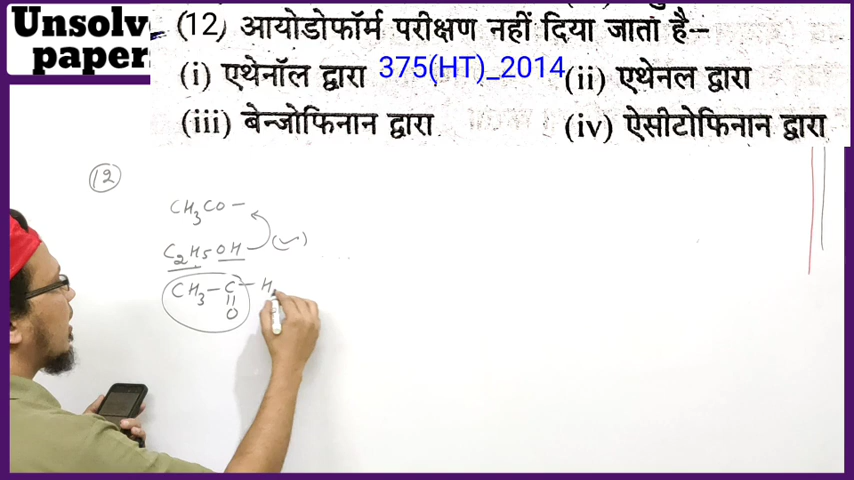 Unsolv
papers
(12) आयोडोफॉर्म परीक्षण नहीं दिया जाता है–
(i) एथेनॉल द्वारा 375(HT)_2014 (ii) एथेनल द्वारा
(iii) बेन्जोफिनान द्वारा (iv) ऐसीटोफिनान द्वारा
12
CH3CO –
C2H5OH (✓)
CH3 – C – H
||
O